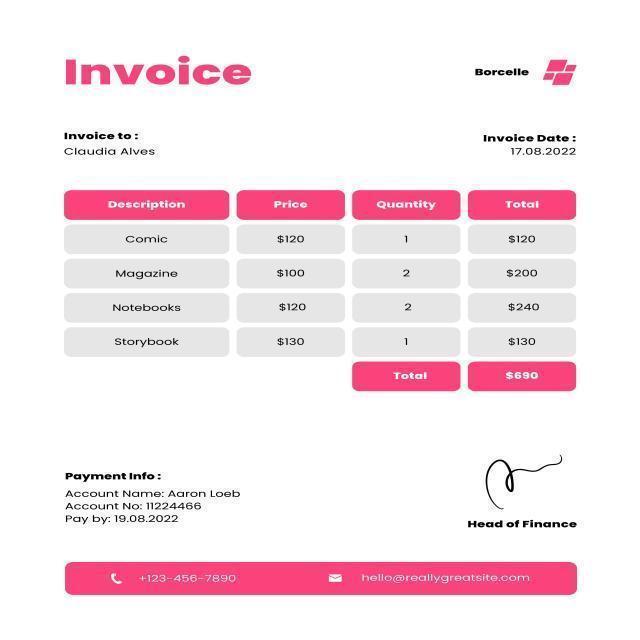 Invoice
Borcelle
Invoice to :
Claudia Alves
Invoice Date :
17.08.2022
Description Price Quantity Total
Comic $120 1 $120
Magazine $100 2 $200
Notebooks $120 2 $240
Storybook $130 1 $130
Total $690
Payment Info :
Account Name: Aaron Loeb
Account No: 11224466
Pay by: 19.08.2022
Head of Finance
+123-456-7890 hello@reallygreatsite.com